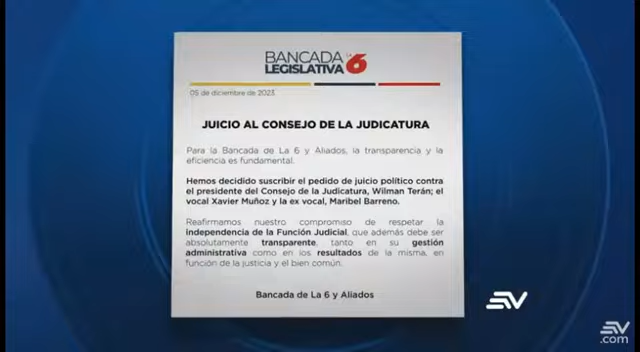 BANCADA LA
LEGISLATIVA 6
05 de diciembre de 2023
JUICIO AL CONSEJO DE LA JUDICATURA
Para la Bancada de La 6 y Aliados, la transparencia y la
eficiencia es fundamental.
Hemos decidido suscribir el pedido de juicio político contra
el presidente del Consejo de la Judicatura, Wilman Terán; el
vocal Xavier Muñoz y la ex vocal, Maribel Barreno.
Reafirmamos nuestro compromiso de respetar la
independencia de la Función Judicial, que además debe ser
absolutamente transparente, tanto en su gestión
administrativa como en los resultados de la misma, en
función de la justicia y el bien común.
Bancada de La 6 y Aliados
EV
EV
.com